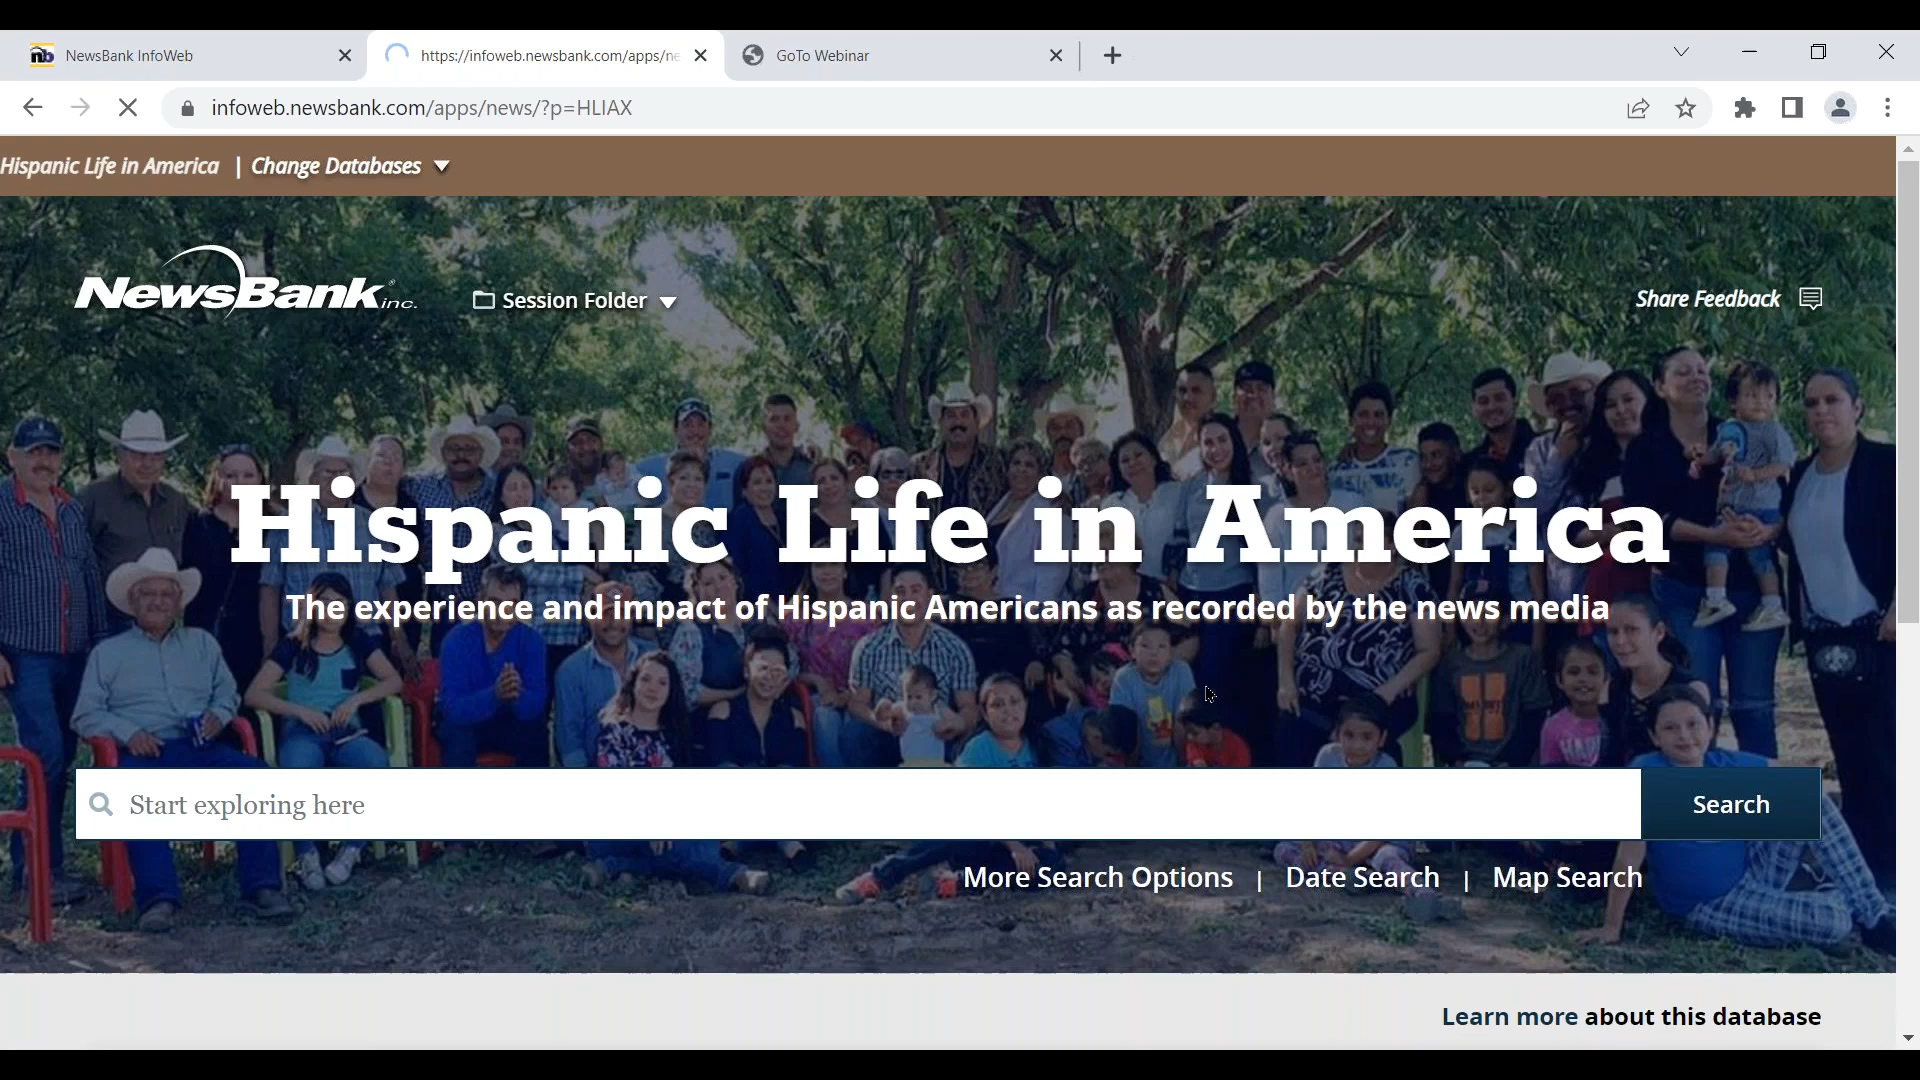 nb NewsBank InfoWeb https://infoweb.newsbank.com/apps/ne GoTo Webinar
infoweb.newsbank.com/apps/news/?p=HLIAX
Hispanic Life in America | Change Databases
NewsBank® inc. Session Folder Share Feedback
Hispanic Life in America
The experience and impact of Hispanic Americans as recorded by the news media
Start exploring here Search
More Search Options | Date Search | Map Search
Learn more about this database